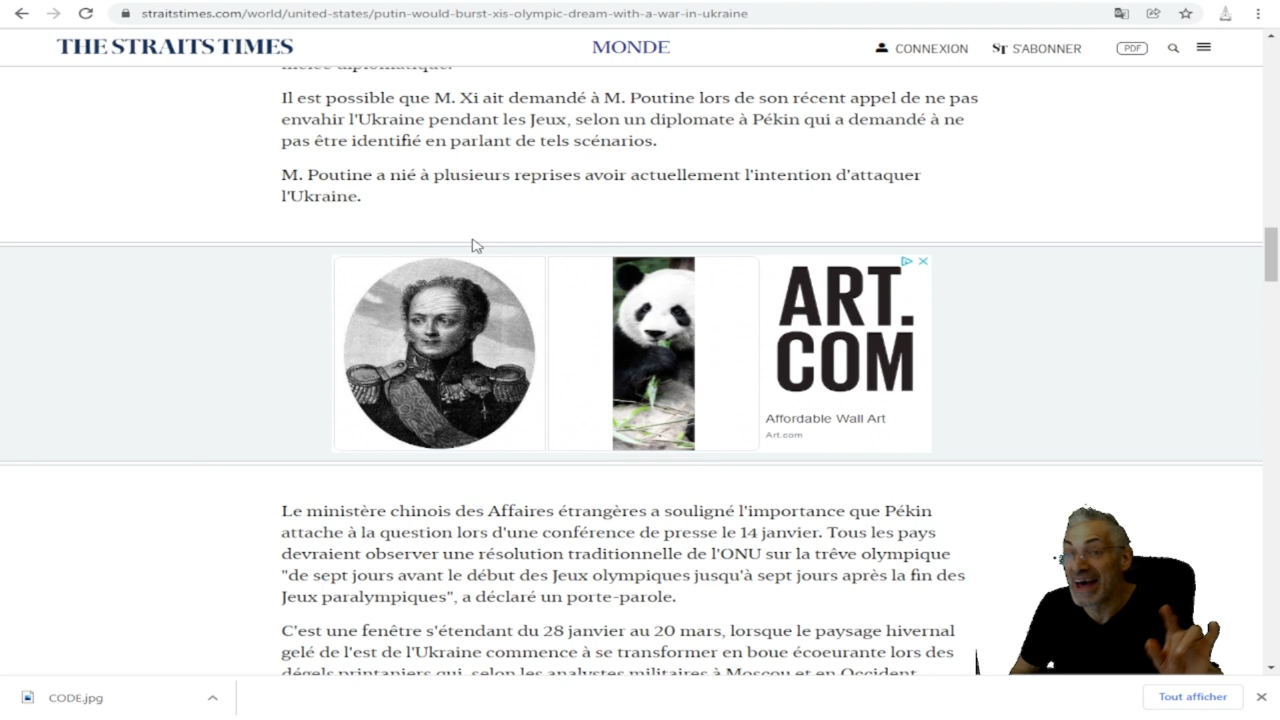 straitstimes.com/world/united-states/putin-would-burst-xis-olympic-dream-with-a-war-in-ukraine
THE STRAITS TIMES
MONDE
CONNEXION
ST S'ABONNER
PDF
mêlée diplomatique.
Il est possible que M. Xi ait demandé à M. Poutine lors de son récent appel de ne pas
envahir l'Ukraine pendant les Jeux, selon un diplomate à Pékin qui a demandé à ne
pas être identifié en parlant de tels scénarios.
M. Poutine a nié à plusieurs reprises avoir actuellement l'intention d'attaquer
l'Ukraine.
ART.
COM
Affordable Wall Art
Art.com
Le ministère chinois des Affaires étrangères a souligné l'importance que Pékin
attache à la question lors d'une conférence de presse le 14 janvier. Tous les pays
devraient observer une résolution traditionnelle de l'ONU sur la trêve olympique
"de sept jours avant le début des Jeux olympiques jusqu'à sept jours après la fin des
Jeux paralympiques", a déclaré un porte-parole.
C'est une fenêtre s'étendant du 28 janvier au 20 mars, lorsque le paysage hivernal
gelé de l'est de l'Ukraine commence à se transformer en boue écoeurante lors des
dégels printaniers qui, selon les analystes militaires à Moscou et en Occident,
CODE.jpg
Tout afficher